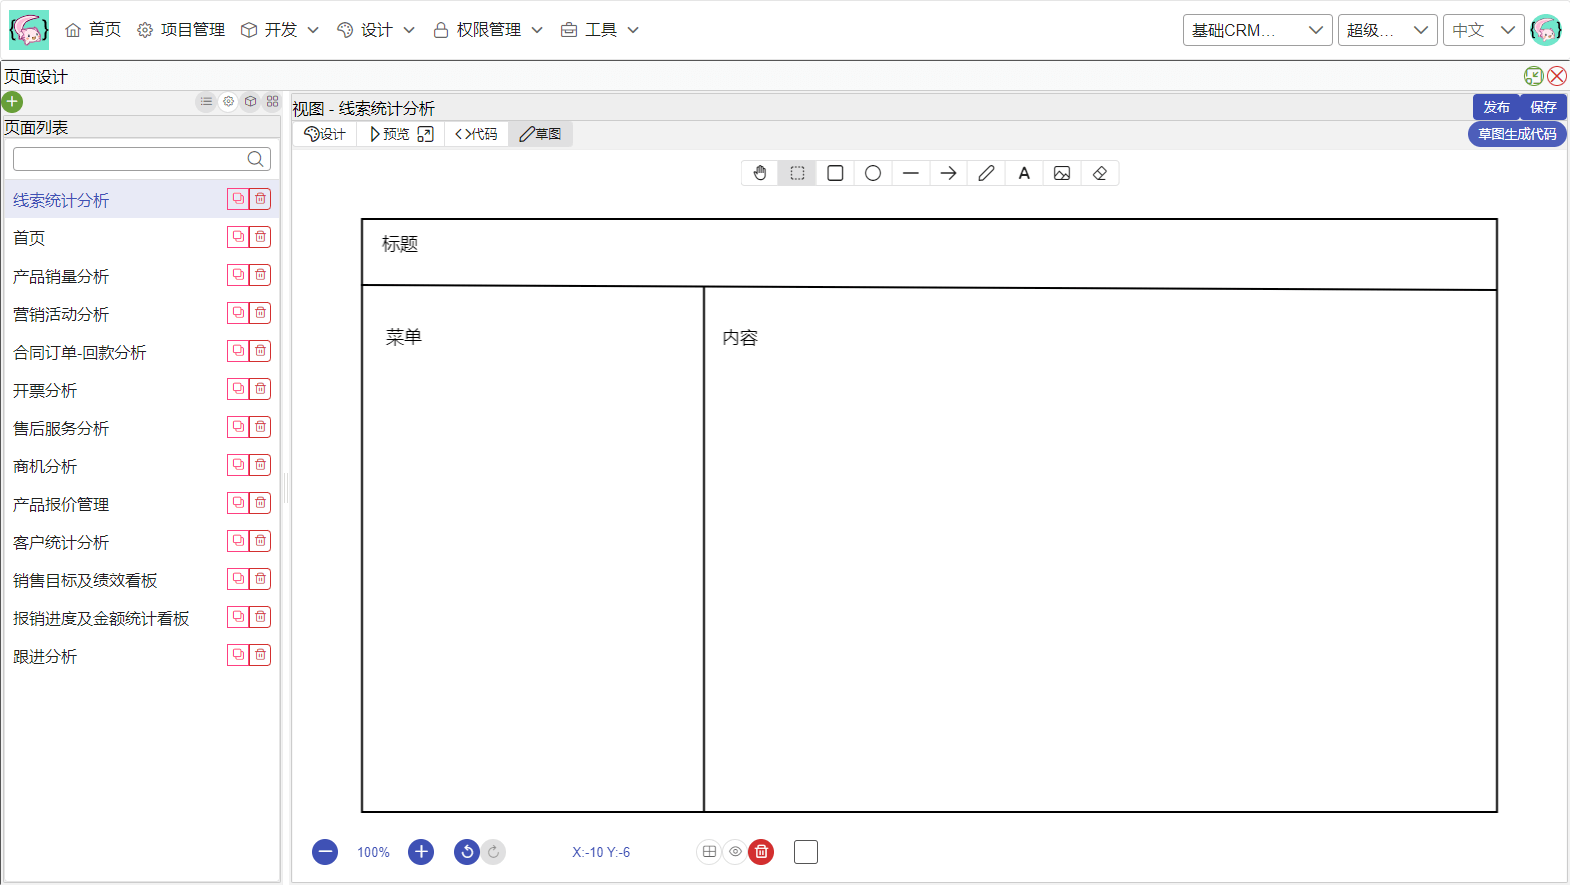 首页 项目管理 开发 设计 权限管理 工具 基础CRM... 超级... 中文
页面设计
页面列表
线索统计分析
首页
产品销量分析
营销活动分析
合同订单-回款分析
开票分析
售后服务分析
商机分析
产品报价管理
客户统计分析
销售目标及绩效看板
报销进度及金额统计看板
跟进分析
视图 - 线索统计分析 发布 保存
设计 预览 代码 草图 草图生成代码
A
标题
菜单 内容
100% X:-10 Y:-6